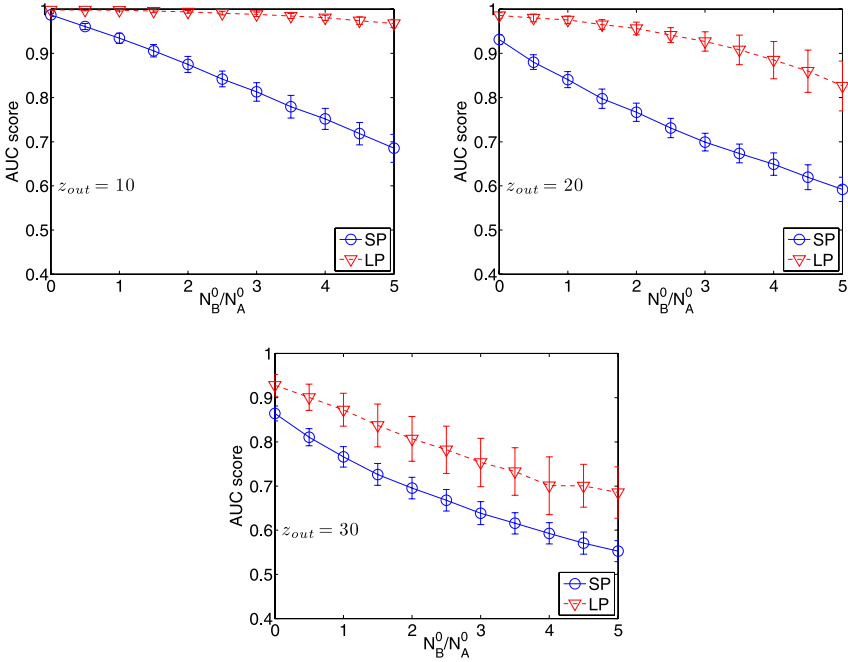 1
0.9
0.8
0.7
0.6
0.5
0.4
AUC score
z_out = 10
SP
LP
0 1 2 3 4 5
N_B^0/N_A^0
1
0.9
0.8
0.7
0.6
0.5
0.4
AUC score
z_out = 20
SP
LP
0 1 2 3 4 5
N_B^0/N_A^0
1
0.9
0.8
0.7
0.6
0.5
0.4
AUC score
z_out = 30
SP
LP
0 1 2 3 4 5
N_B^0/N_A^0